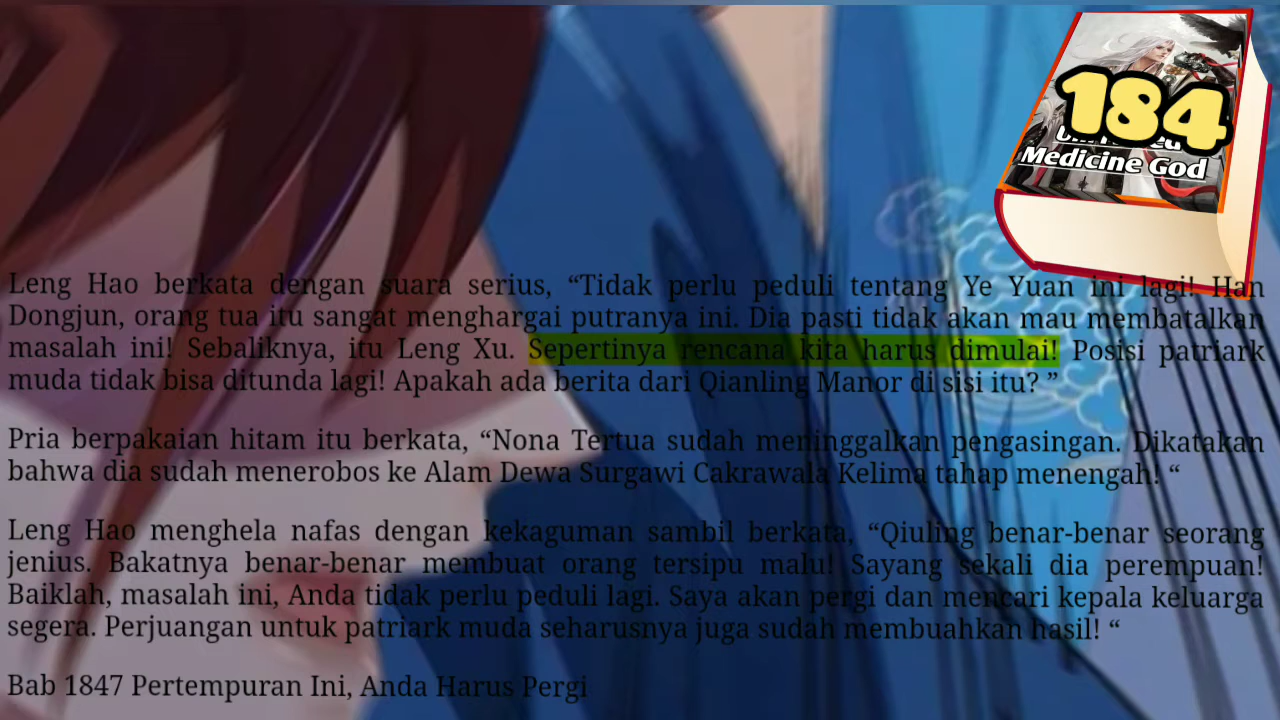 184
Medicine God
Leng Hao berkata dengan suara serius, “Tidak perlu peduli tentang Ye Yuan ini lagi! Han
Dongjun, orang tua itu sangat menghargai putranya ini. Dia pasti tidak akan mau membatalkan
masalah ini! Sebaliknya, itu Leng Xu. Sepertinya rencana kita harus dimulai! Posisi patriark
muda tidak bisa ditunda lagi! Apakah ada berita dari Qianling Manor di sisi itu? ”
Pria berpakaian hitam itu berkata, “Nona Tertua sudah meninggalkan pengasingan. Dikatakan
bahwa dia sudah menerobos ke Alam Dewa Surgawi Cakrawala Kelima tahap menengah! “
Leng Hao menghela nafas dengan kekaguman sambil berkata, “Qiuling benar-benar seorang
jenius. Bakatnya benar-benar membuat orang tersipu malu! Sayang sekali dia perempuan!
Baiklah, masalah ini, Anda tidak perlu peduli lagi. Saya akan pergi dan mencari kepala keluarga
segera. Perjuangan untuk patriark muda seharusnya juga sudah membuahkan hasil! “
Bab 1847 Pertempuran Ini, Anda Harus Pergi